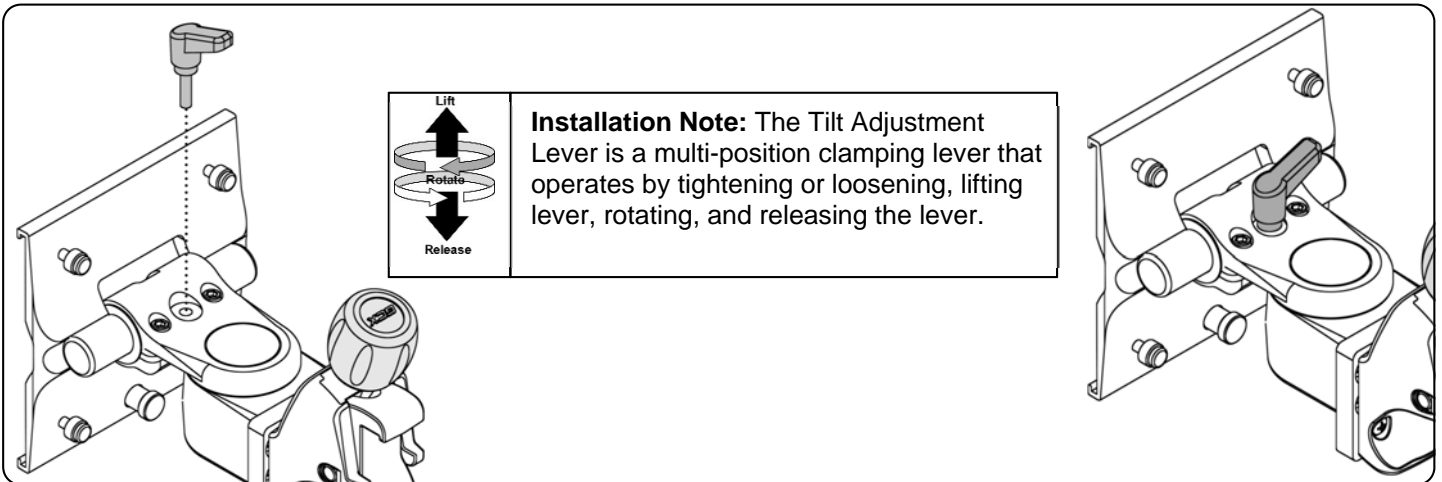 Lift
Rotate
Release
Installation Note: The Tilt Adjustment
Lever is a multi-position clamping lever that
operates by tightening or loosening, lifting
lever, rotating, and releasing the lever.
GCX